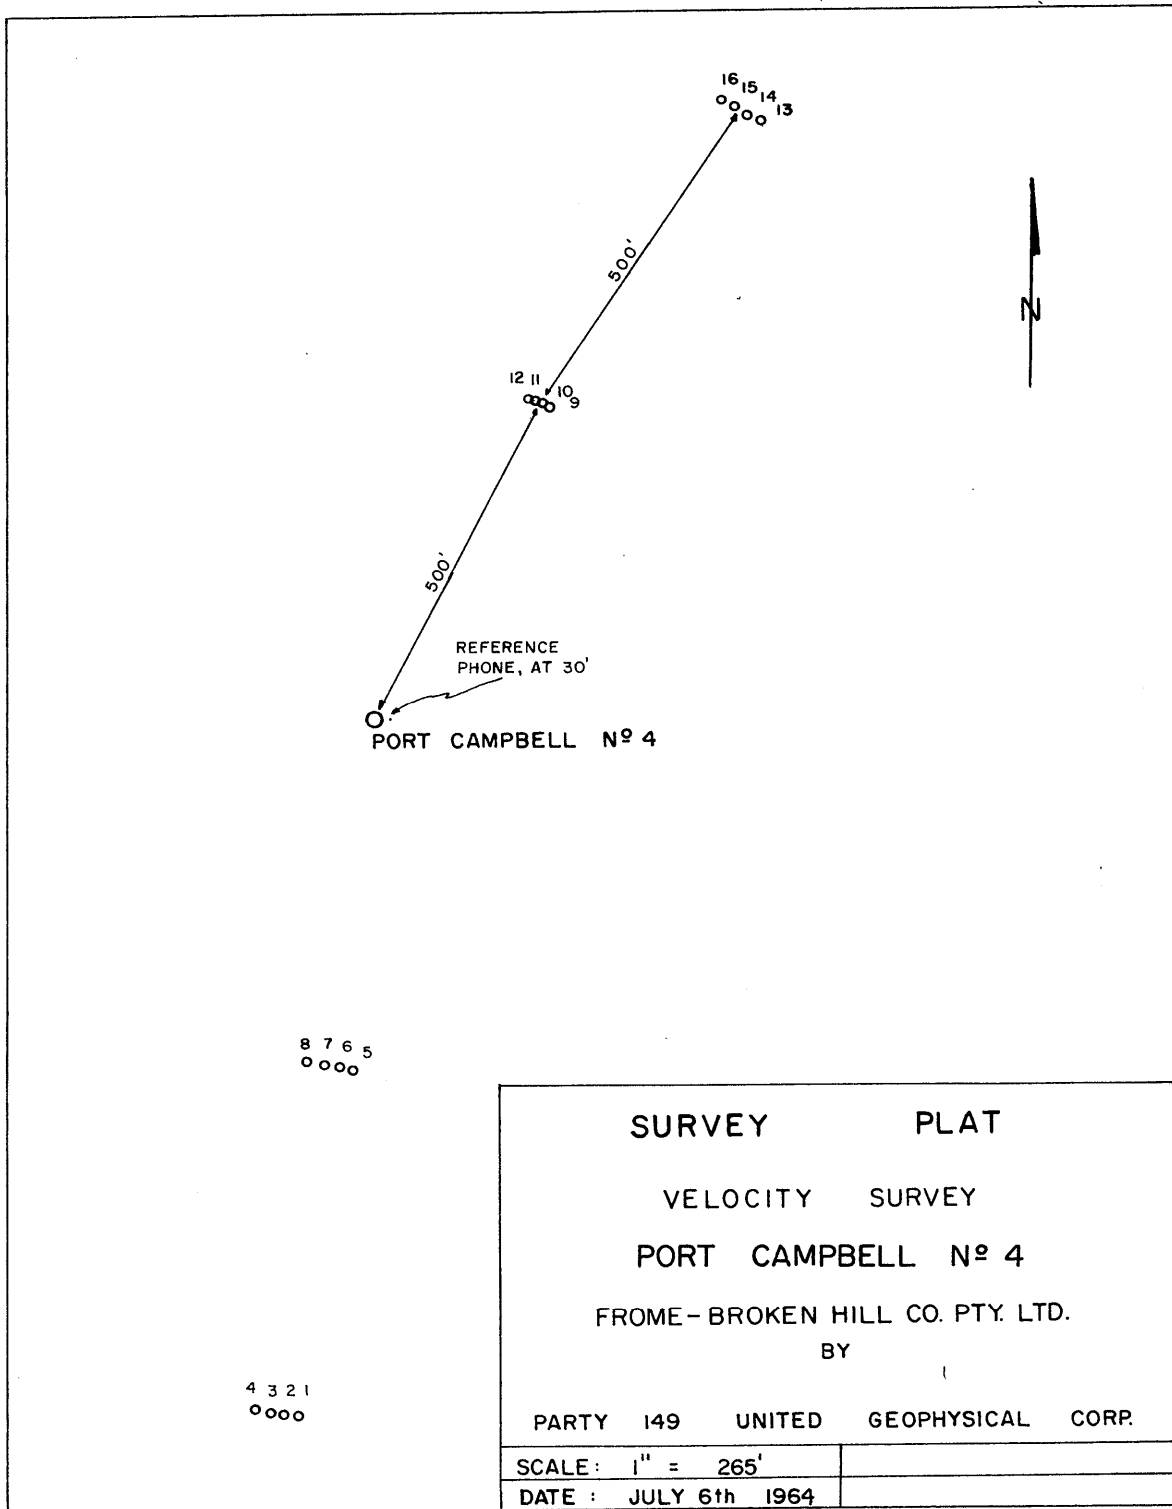 16 15 14 13
500'
N
12 11 10 9
500'
REFERENCE
PHONE, AT 30'
PORT CAMPBELL Nº 4
8 7 6 5
4 3 2 1
SURVEY PLAT
VELOCITY SURVEY
PORT CAMPBELL Nº 4
FROME-BROKEN HILL CO. PTY. LTD.
BY
PARTY 149 UNITED GEOPHYSICAL CORP.
SCALE: 1" = 265'
DATE : JULY 6th 1964